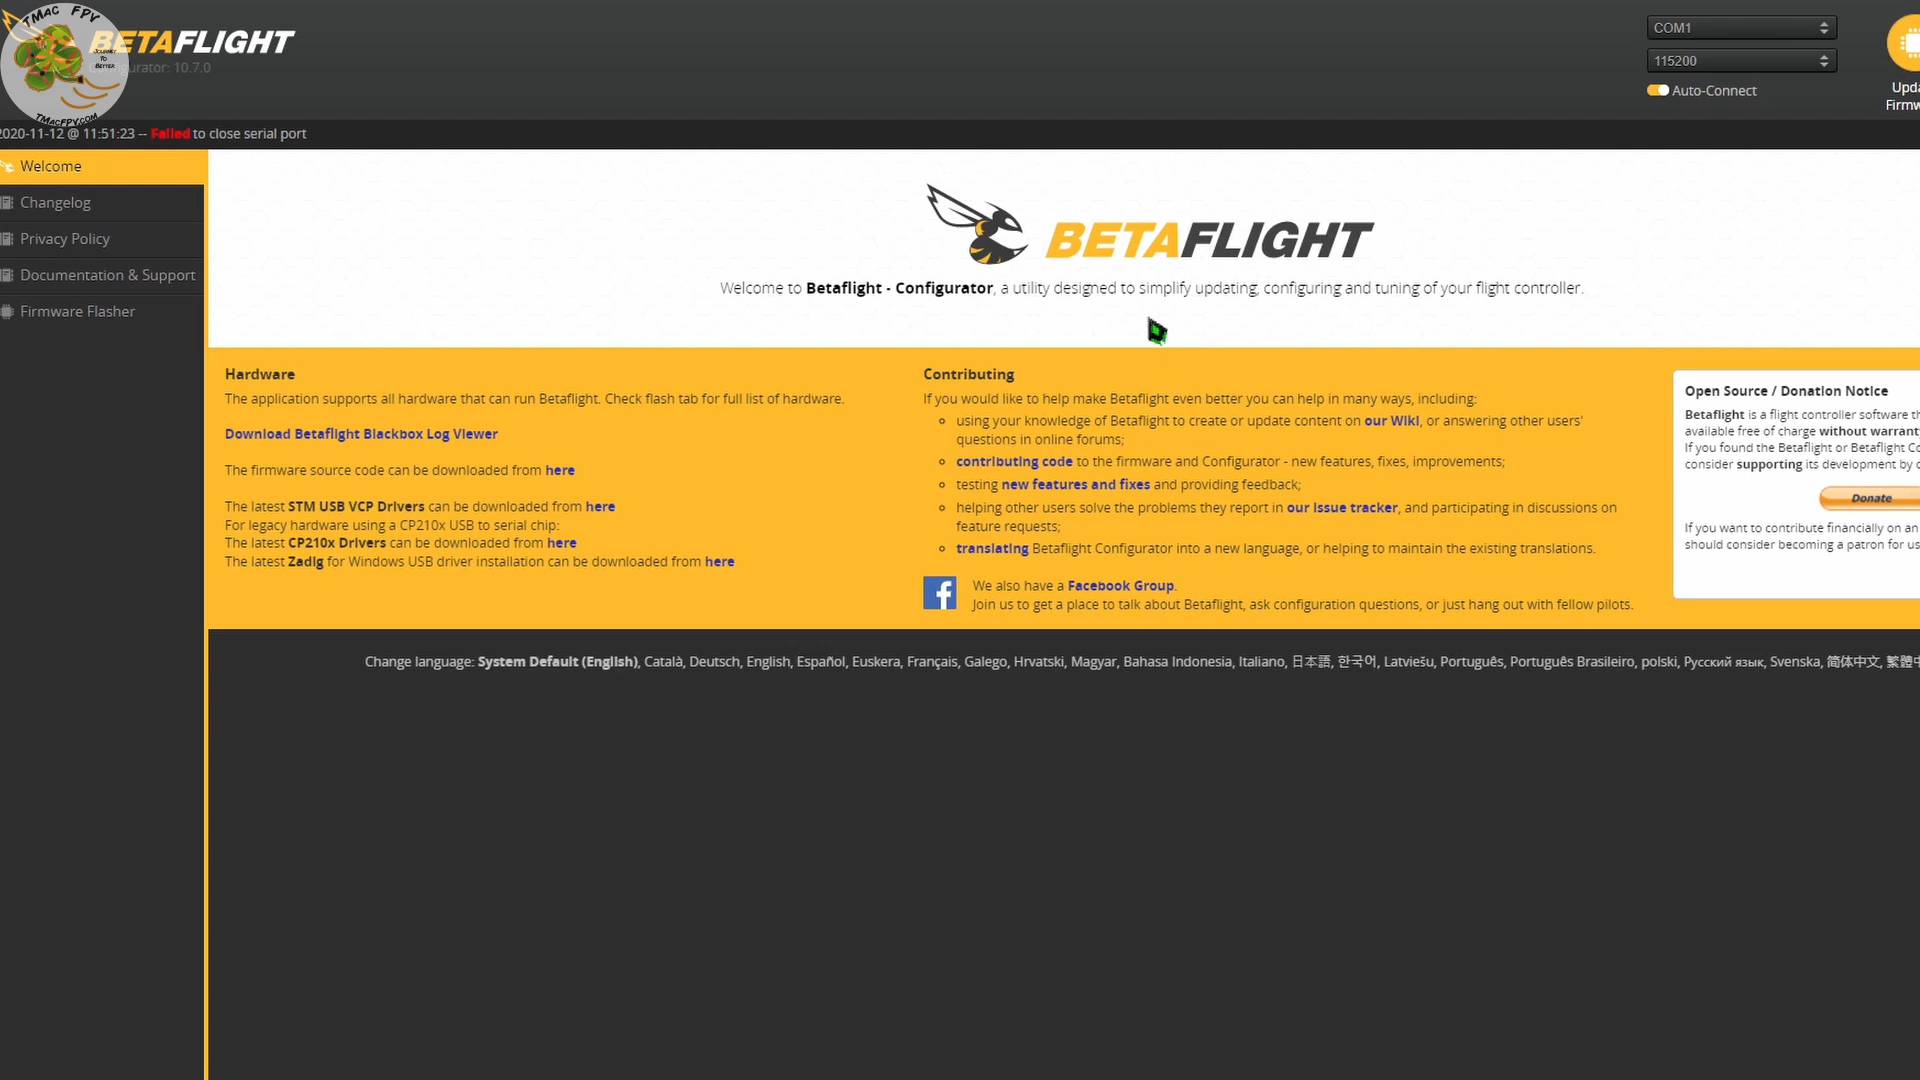 TMAC FPV
JOURNEY
TO
BETTER
TMACFPV.COM
BETAFLIGHT
10.7.0
COM1
115200
Auto-Connect
2020-11-12 @ 11:51:23 -- Failed to close serial port
Welcome
Changelog
Privacy Policy
Documentation & Support
Firmware Flasher
BETAFLIGHT
Welcome to Betaflight - Configurator, a utility designed to simplify updating, configuring and tuning of your flight controller.
Hardware
The application supports all hardware that can run Betaflight. Check flash tab for full list of hardware.
Download Betaflight Blackbox Log Viewer
The firmware source code can be downloaded from here
The latest STM USB VCP Drivers can be downloaded from here
For legacy hardware using a CP210x USB to serial chip:
The latest CP210x Drivers can be downloaded from here
The latest Zadig for Windows USB driver installation can be downloaded from here
Contributing
If you would like to help make Betaflight even better you can help in many ways, including:
using your knowledge of Betaflight to create or update content on our Wiki, or answering other users'
questions in online forums;
contributing code to the firmware and Configurator - new features, fixes, improvements;
testing new features and fixes and providing feedback;
helping other users solve the problems they report in our issue tracker, and participating in discussions on
feature requests;
translating Betaflight Configurator into a new language, or helping to maintain the existing translations.
We also have a Facebook Group.
Join us to get a place to talk about Betaflight, ask configuration questions, or just hang out with fellow pilots.
Open Source / Donation Notice
Betaflight is a flight controller software
available free of charge without
If you found the Betaflight or Betaflight
consider supporting its development by
Donate
If you want to contribute financially on an
should consider becoming a patron for
Change language: System Default (English), Català, Deutsch, English, Español, Euskera, Français, Galego, Hrvatski, Magyar, Bahasa Indonesia, Italiano, 日本語, 한국어, Latviešu, Português, Português Brasileiro, polski, Русский язык, Svenska, 简体中文, 繁體